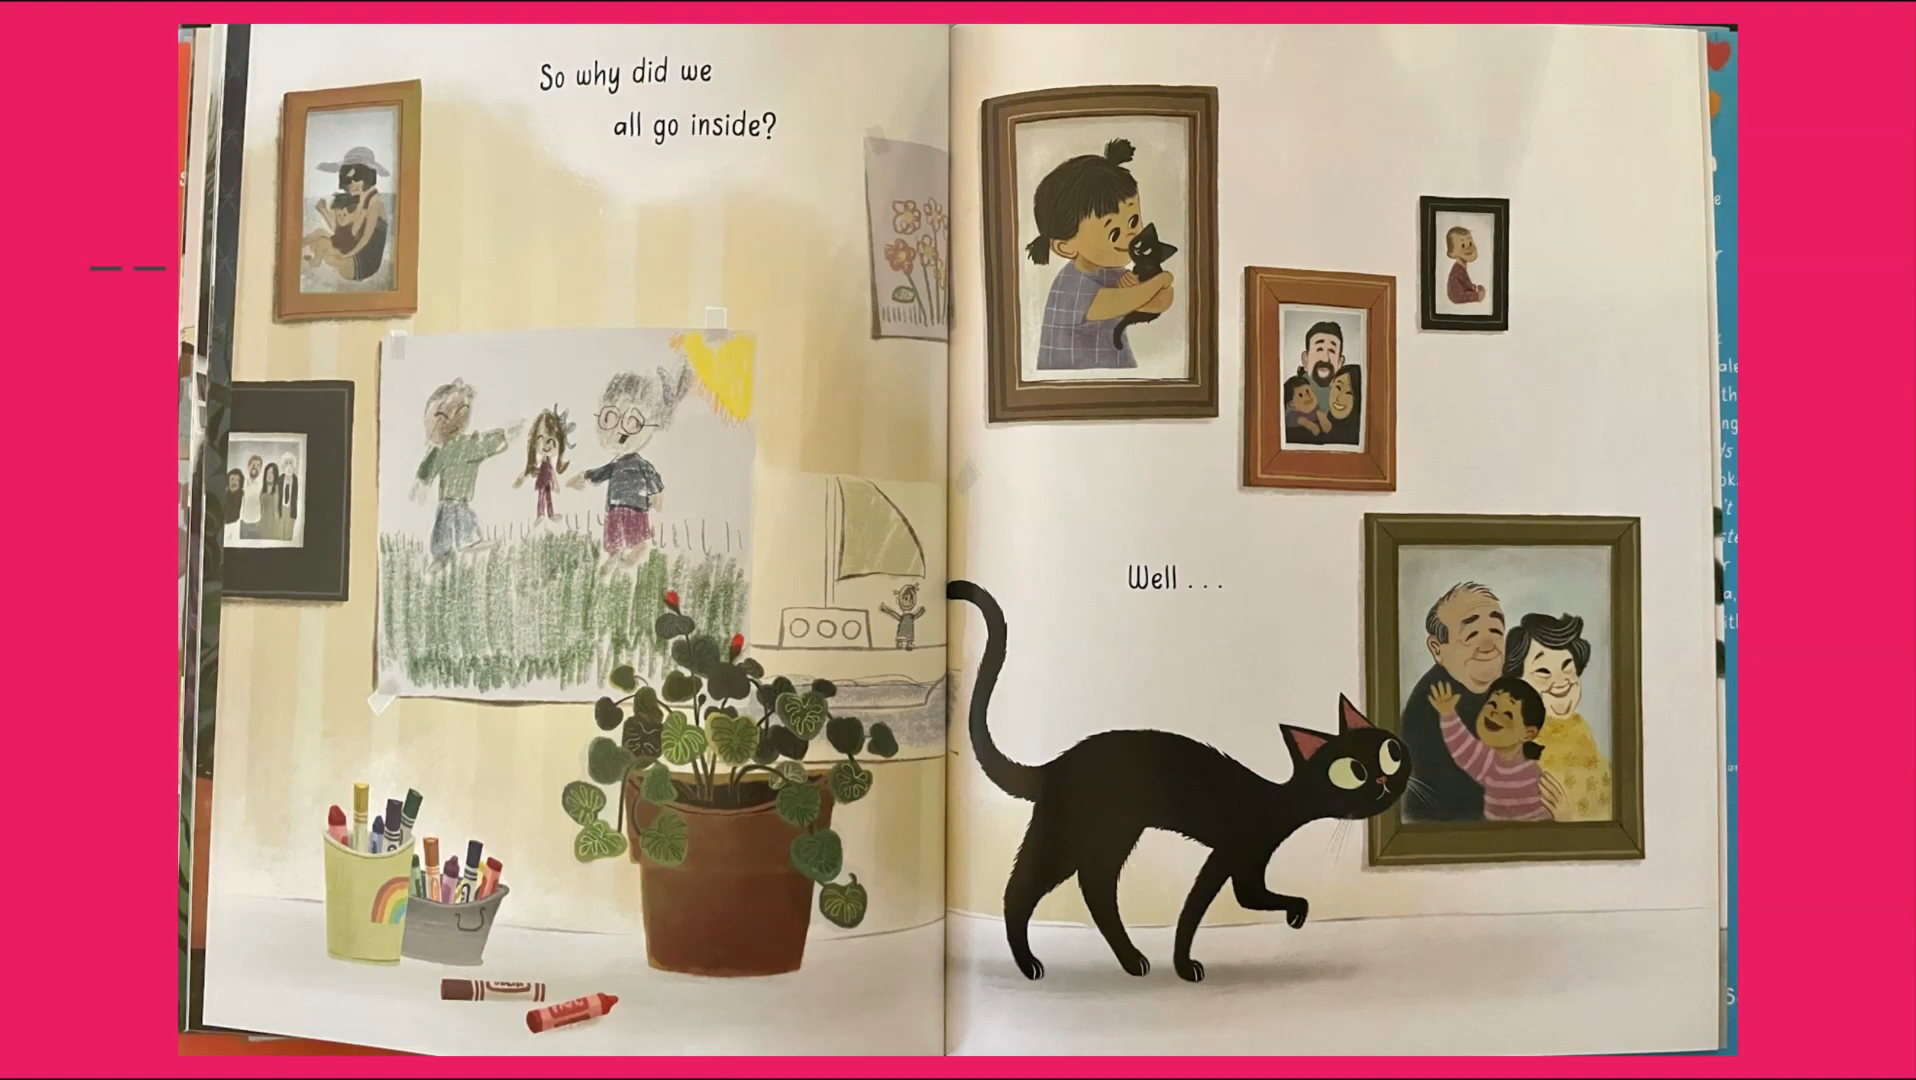 So why did we
all go inside?
Well . . .